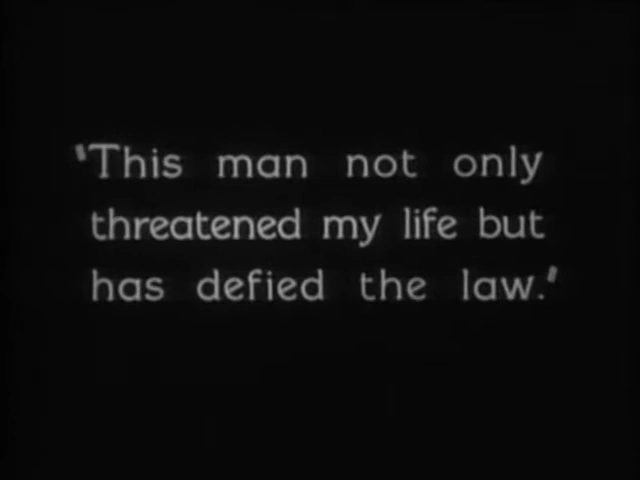 "This man not only
threatened my life but
has defied the law."